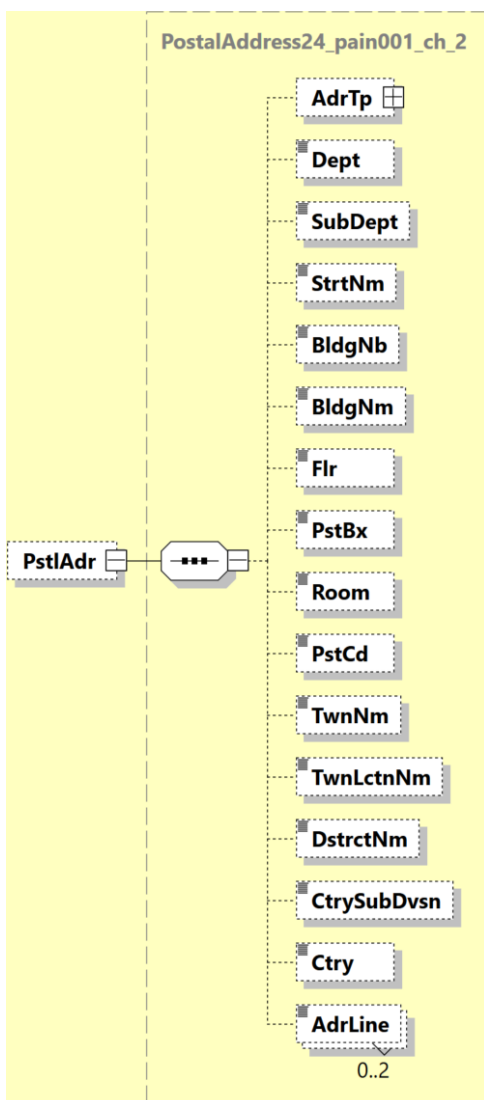 PostalAddress24_pain001_ch_2
AdrTp
Dept
SubDept
StrtNm
BldgNb
BldgNm
Flr
PstBx
PstlAdr
Room
PstCd
TwnNm
TwnLctnNm
DstrctNm
CtrySubDvsn
Ctry
AdrLine
0..2